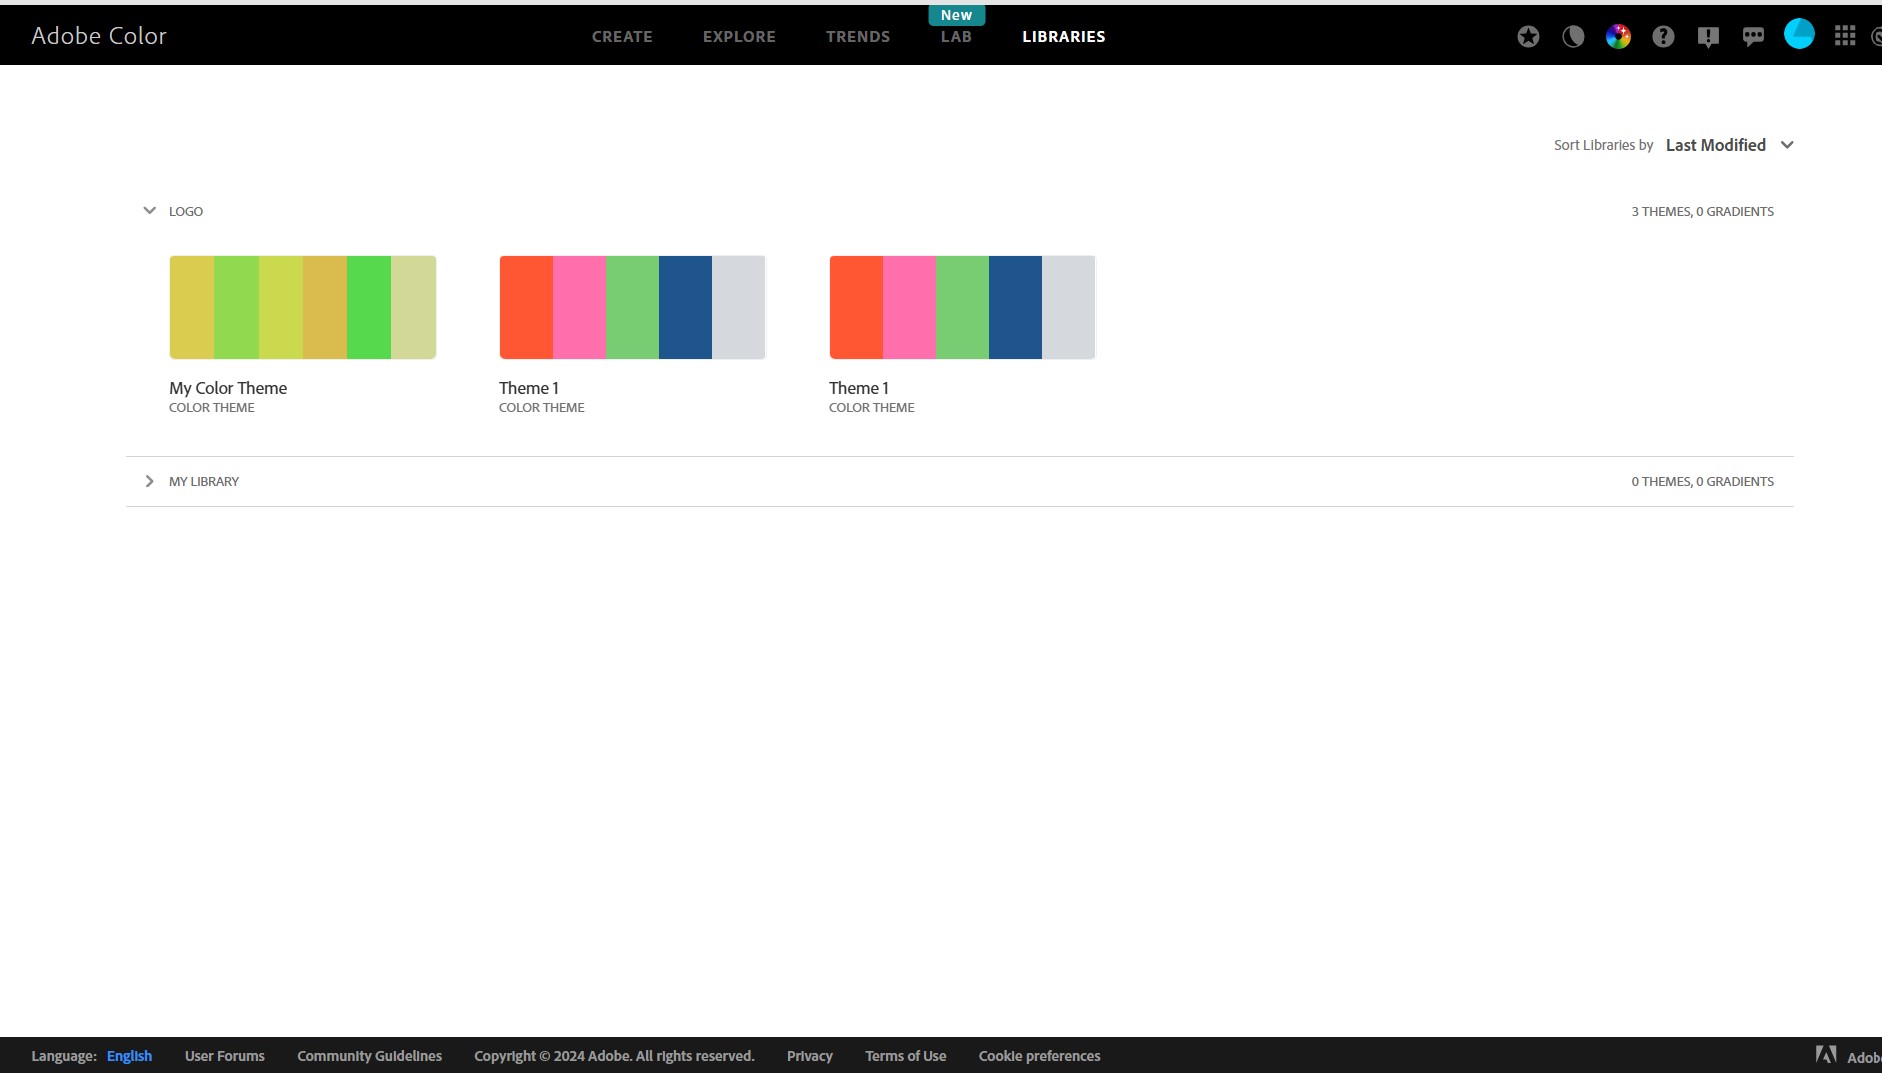 Adobe Color
CREATE EXPLORE TRENDS New LAB LIBRARIES
Sort Libraries by Last Modified
LOGO 3 THEMES, 0 GRADIENTS
My Color Theme Theme 1 Theme 1
COLOR THEME COLOR THEME COLOR THEME
MY LIBRARY 0 THEMES, 0 GRADIENTS
Language: English User Forums Community Guidelines Copyright © 2024 Adobe. All rights reserved. Privacy Terms of Use Cookie preferences Adob